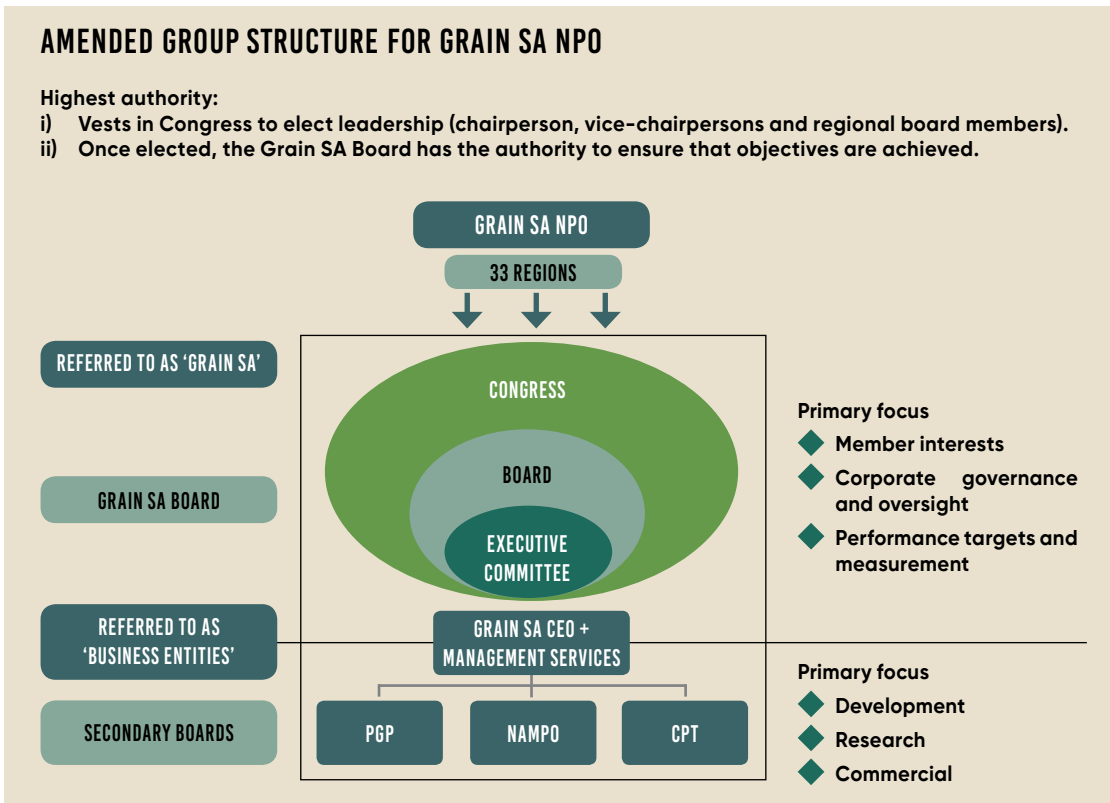 AMENDED GROUP STRUCTURE FOR GRAIN SA NPO
Highest authority:
i) Vests in Congress to elect leadership (chairperson, vice-chairpersons and regional board members).
ii) Once elected, the Grain SA Board has the authority to ensure that objectives are achieved.
GRAIN SA NPO
33 REGIONS
REFERRED TO AS ‘GRAIN SA’
CONGRESS
BOARD
GRAIN SA BOARD
EXECUTIVE
COMMITTEE
Primary focus
Member interests
Corporate governance
and oversight
Performance targets and
measurement
REFERRED TO AS
‘BUSINESS ENTITIES’
GRAIN SA CEO +
MANAGEMENT SERVICES
SECONDARY BOARDS
PGP
NAMPO
CPT
Primary focus
Development
Research
Commercial